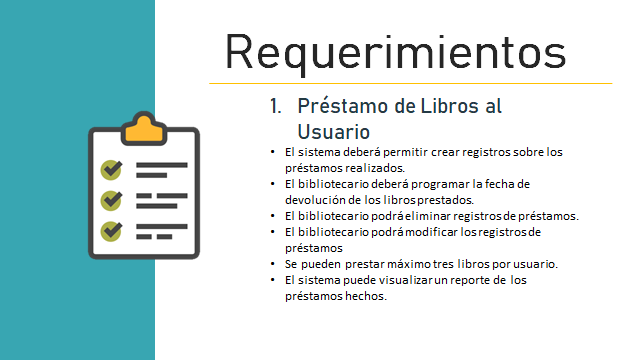 Requerimientos
1. Préstamo de Libros al
Usuario
• El sistema deberá permitir crear registros sobre los
préstamos realizados.
• El bibliotecario deberá programar la fecha de
devolución de los libros prestados.
• El bibliotecario podrá eliminar registros de préstamos.
• El bibliotecario podrá modificar los registros de
préstamos
• Se pueden prestar máximo tres libros por usuario.
• El sistema puede visualizar un reporte de los
préstamos hechos.